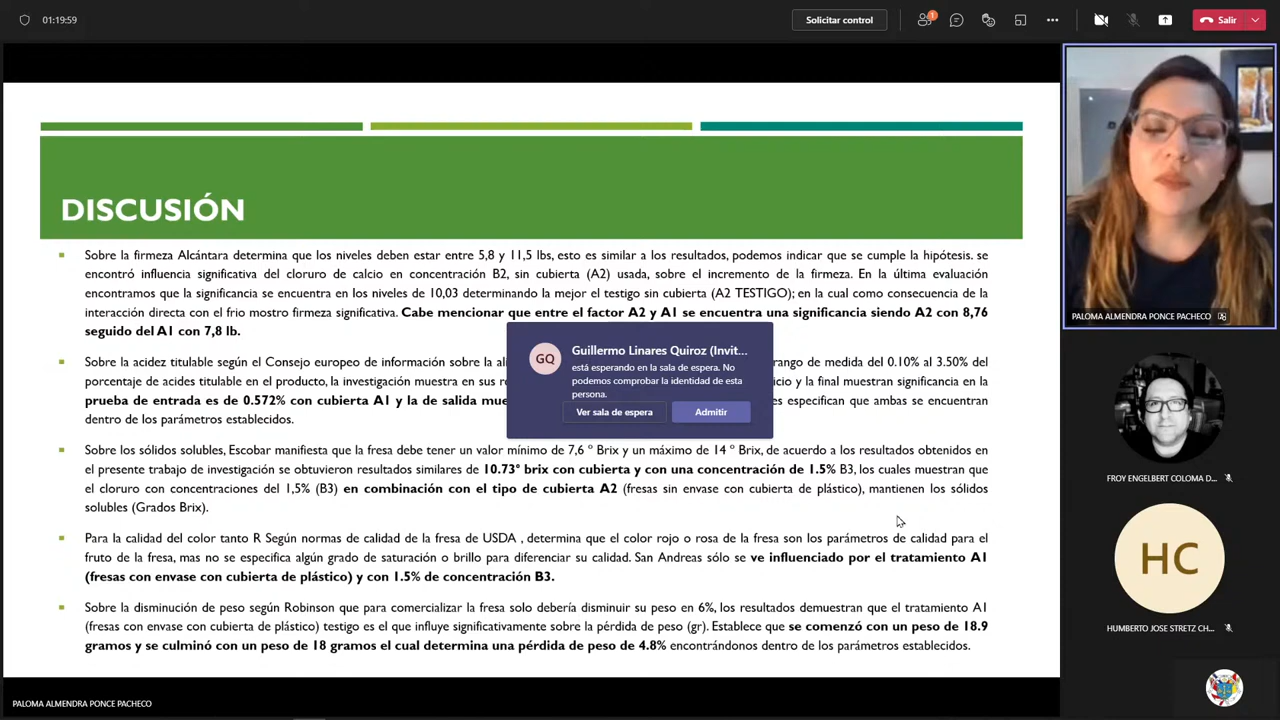 01:19:59
Solicitar control
1
Salir
DISCUSIÓN
Sobre la firmeza Alcántara determina que los niveles deben estar entre 5,8 y 11,5 lbs, esto es similar a los resultados, podemos indicar que se cumple la hipótesis. se
encontró influencia significativa del cloruro de calcio en concentración B2, sin cubierta (A2) usada, sobre el incremento de la firmeza. En la última evaluación
encontramos que la significancia se encuentra en los niveles de 10,03 determinando la mejor el testigo sin cubierta (A2 TESTIGO); en la cual como consecuencia de la
interacción directa con el frio mostro firmeza significativa. Cabe mencionar que entre el factor A2 y A1 se encuentra una significancia siendo A2 con 8,76
seguido del A1 con 7,8 lb.
Sobre la acidez titulable según el Consejo europeo de información sobre la ali
rango de medida del 0.10% al 3.50% del
porcentaje de acides titulable en el producto, la investigación muestra en sus r
icio y la final muestran significancia en la
prueba de entrada es de 0.572% con cubierta A1 y la de salida mue
es especifican que ambas se encuentran
dentro de los parámetros establecidos.
Guillermo Linares Quiroz (Invit...
GQ
está esperando en la sala de espera. No
podemos comprobar la identidad de esta
persona.
Ver sala de espera
Admitir
Sobre los sólidos solubles, Escobar manifiesta que la fresa debe tener un valor mínimo de 7,6 º Brix y un máximo de 14 º Brix, de acuerdo a los resultados obtenidos en
el presente trabajo de investigación se obtuvieron resultados similares de 10.73° brix con cubierta y con una concentración de 1.5% B3, los cuales muestran que
el cloruro con concentraciones del 1,5% (B3) en combinación con el tipo de cubierta A2 (fresas sin envase con cubierta de plástico), mantienen los sólidos
solubles (Grados Brix).
Para la calidad del color tanto R Según normas de calidad de la fresa de USDA , determina que el color rojo o rosa de la fresa son los parámetros de calidad para el
fruto de la fresa, mas no se especifica algún grado de saturación o brillo para diferenciar su calidad. San Andreas sólo se ve influenciado por el tratamiento A1
(fresas con envase con cubierta de plástico) y con 1.5% de concentración B3.
Sobre la disminución de peso según Robinson que para comercializar la fresa solo debería disminuir su peso en 6%, los resultados demuestran que el tratamiento A1
(fresas con envase con cubierta de plástico) testigo es el que influye significativamente sobre la pérdida de peso (gr). Establece que se comenzó con un peso de 18.9
gramos y se culminó con un peso de 18 gramos el cual determina una pérdida de peso de 4.8% encontrándonos dentro de los parámetros establecidos.
PALOMA ALMENDRA PONCE PACHECO
FROY ENGELBERT COLOMA D...
HC
HUMBERTO JOSE STRETZ CH...
PALOMA ALMENDRA PONCE PACHECO